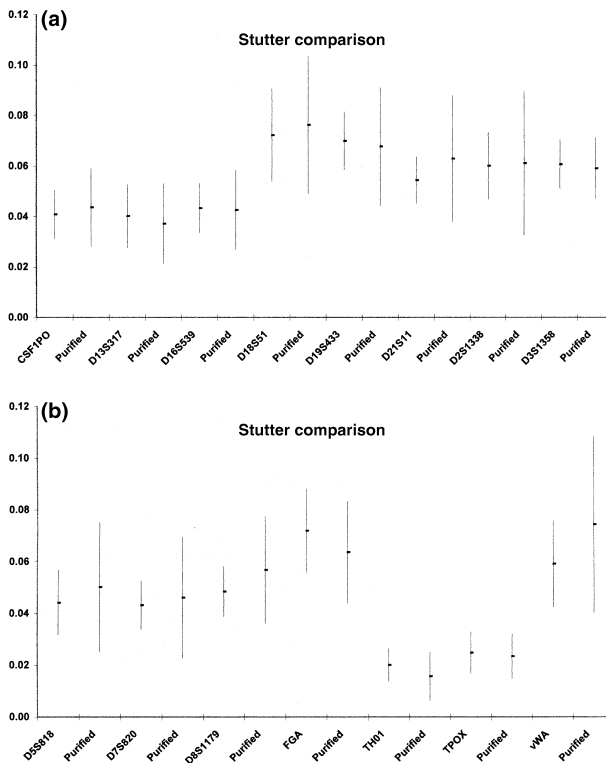 (a)
Stutter comparison
0.12
0.10
0.08
0.06
0.04
0.02
0.00
CSF1PO Purified D13S317 Purified D16S539 Purified D18S51 Purified D19S433 Purified D21S11 Purified D2S1338 Purified D3S1358 Purified
(b)
Stutter comparison
0.12
0.10
0.08
0.06
0.04
0.02
0.00
D5S818 Purified D7S820 Purified D8S1179 Purified FGA Purified TH01 Purified TPOX Purified vWA Purified